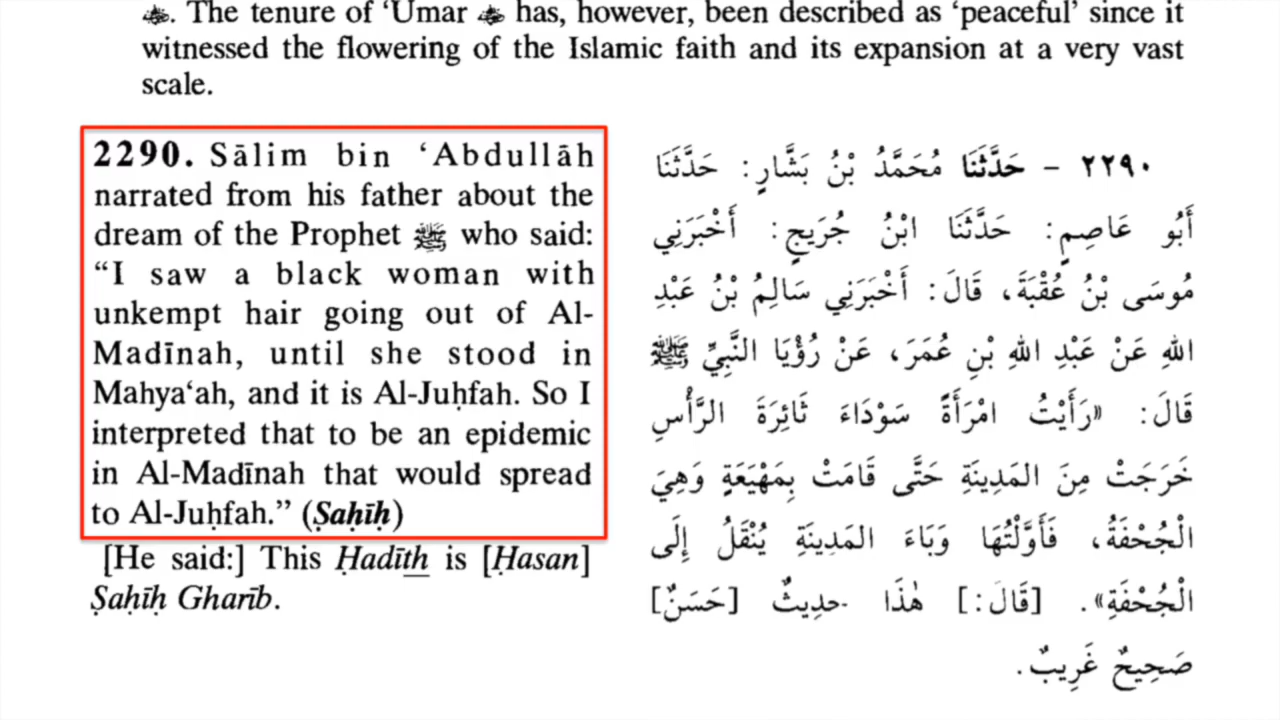 ﷺ. The tenure of ‘Umar ﷺ has, however, been described as ‘peaceful’ since it
witnessed the flowering of the Islamic faith and its expansion at a very vast
scale.
2290. Sālim bin ‘Abdullāh
narrated from his father about the
dream of the Prophet ﷺ who said:
“I saw a black woman with
unkempt hair going out of Al-
Madīnah, until she stood in
Mahya‘ah, and it is Al-Juḥfah. So I
interpreted that to be an epidemic
in Al-Madīnah that would spread
to Al-Juḥfah.” (Ṣaḥīḥ)
[He said:] This Ḥadīth is [Ḥasan]
Ṣaḥīḥ Gharīb.
٢٢٩٠ – حَدَّثَنَا مُحَمَّدُ بْنُ بَشَّارٍ: حَدَّثَنَا
أَبُو عَاصِمٍ: حَدَّثَنَا ابْنُ جُرَيجٍ: أَخْبَرَنِي
مُوسَى بْنُ عُقْبَةَ، قَالَ: أَخْبَرَنِي سَالِمُ بْنُ عَبْدِ
اللهِ عَنْ عَبْدِ اللهِ بْنِ عُمَرَ، عَنْ رُؤْيَا النَّبِيِّ ﷺ
قَالَ: «رَأَيْتُ امْرَأَةً سَوْدَاءَ ثَائِرَةَ الرَّأْسِ
خَرَجَتْ مِنَ المَدِينَةِ حَتَّى قَامَتْ بِمَهْيَعَةٍ وَهِيَ
الْجُحْفَةُ، فَأَوَّلْتُهَا وَبَاءَ المَدِينَةِ يُنْقَلُ إِلَى
الْجُحْفَةِ». [قَالَ:] هٰذَا حدِيثٌ [حَسَنٌ]
صَحِيحٌ غَرِيبٌ.